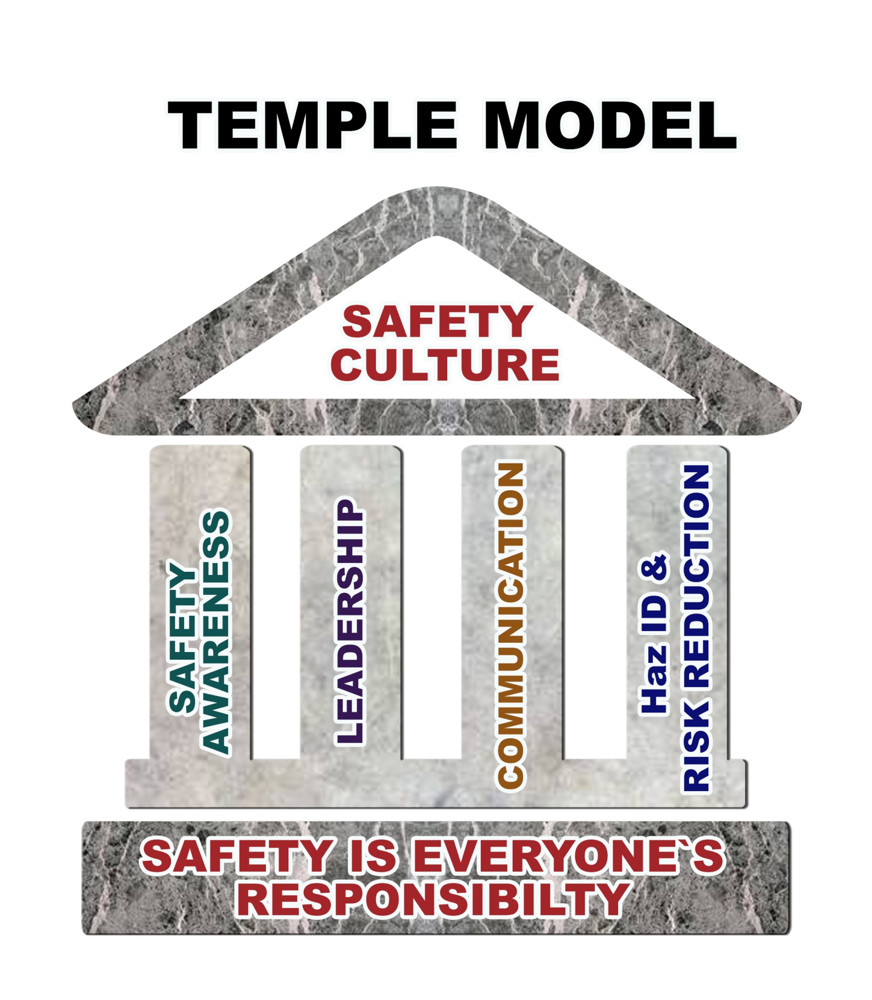 TEMPLE MODEL
SAFETY
CULTURE
SAFETY
AWARENESS
LEADERSHIP
COMMUNICATION
Haz ID &
RISK REDUCTION
SAFETY IS EVERYONE`S
RESPONSIBILTY